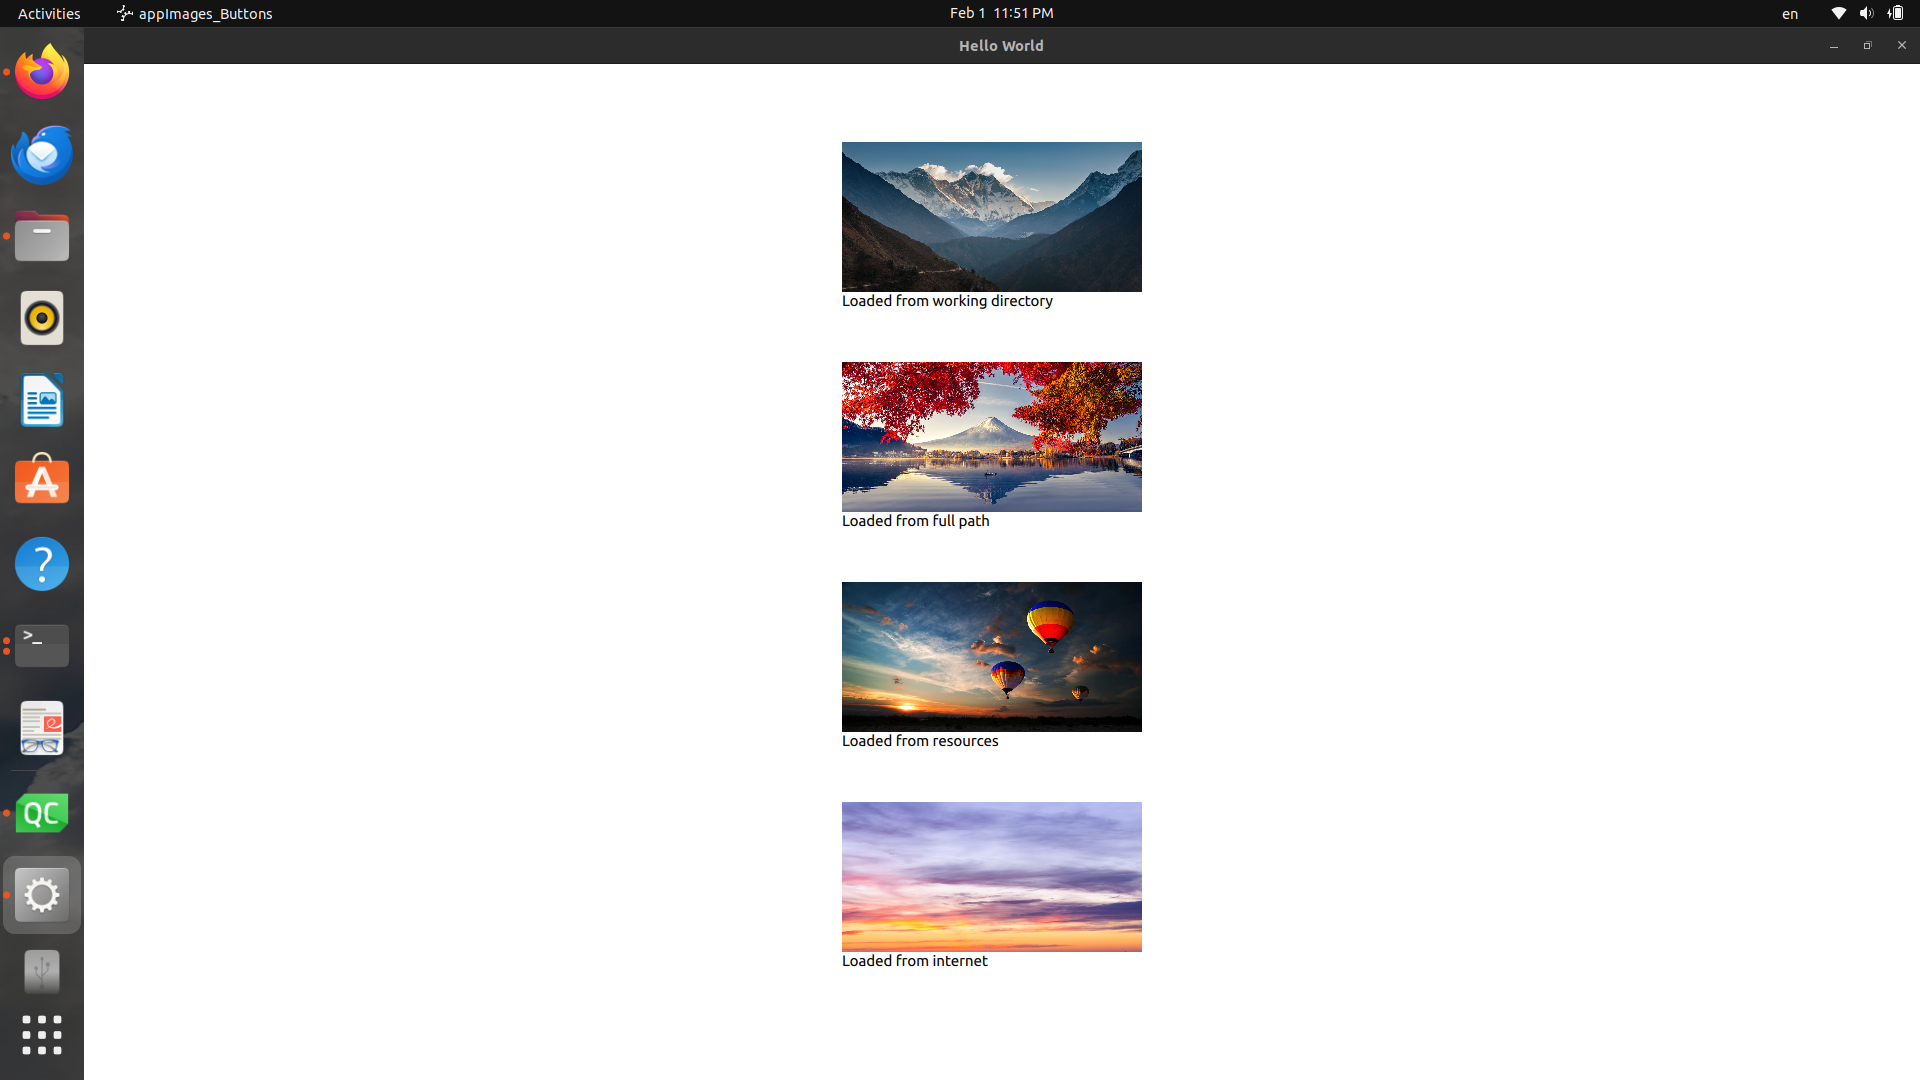 Activities
appImages_Buttons
Feb 1 11:51 PM
en
Hello World
Loaded from working directory
Loaded from full path
Loaded from resources
Loaded from internet
A
?
>_
QC